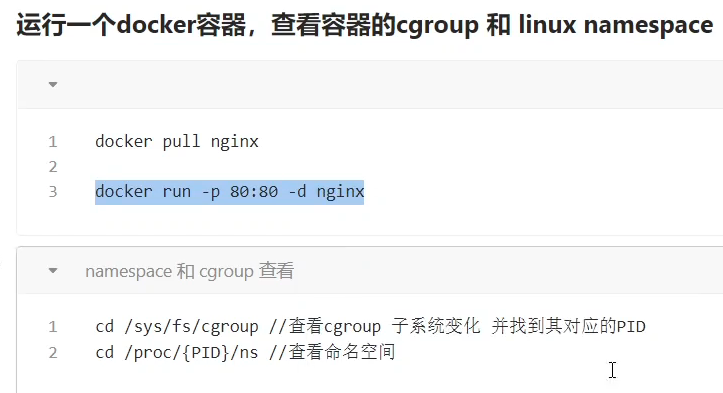 运行一个docker容器，查看容器的cgroup 和 linux namespace
1 docker pull nginx
2
3 docker run -p 80:80 -d nginx
namespace 和 cgroup 查看
1 cd /sys/fs/cgroup //查看cgroup 子系统变化 并找到其对应的PID
2 cd /proc/{PID}/ns //查看命名空间